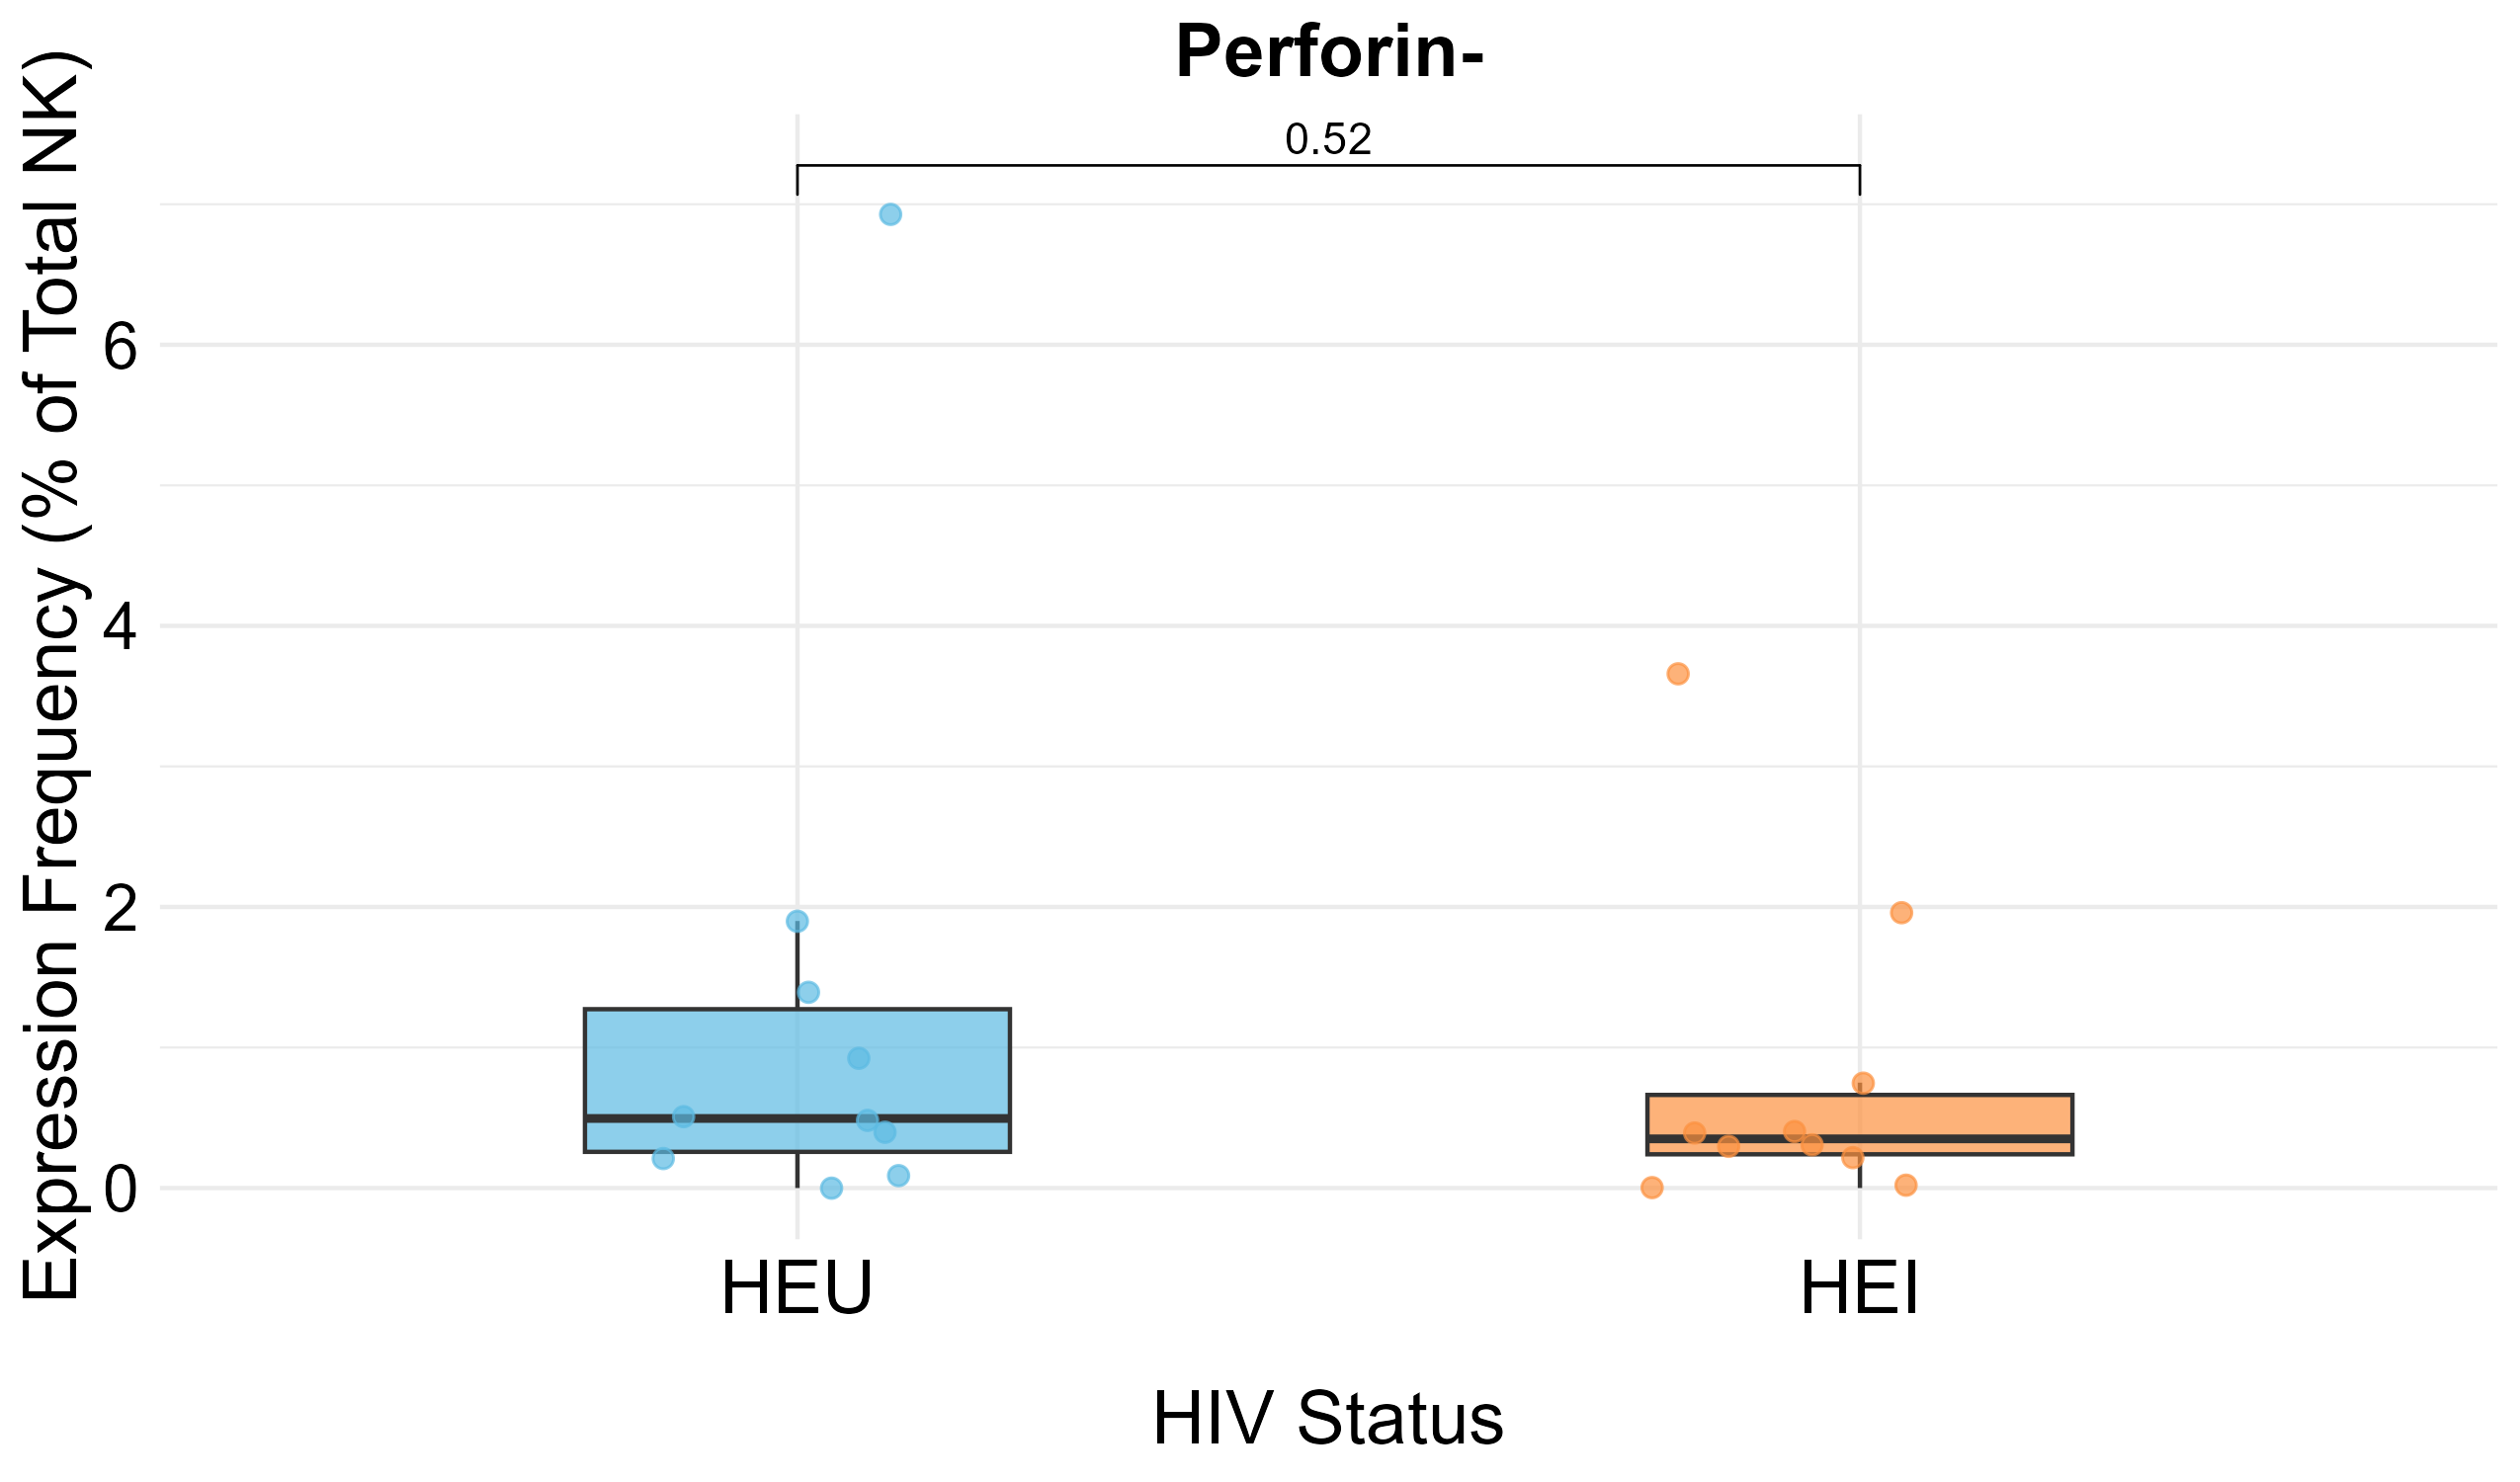 Perforin-
0.52
Expression Frequency (% of Total NK)
6
4
2
0
HEU
HEI
HIV Status